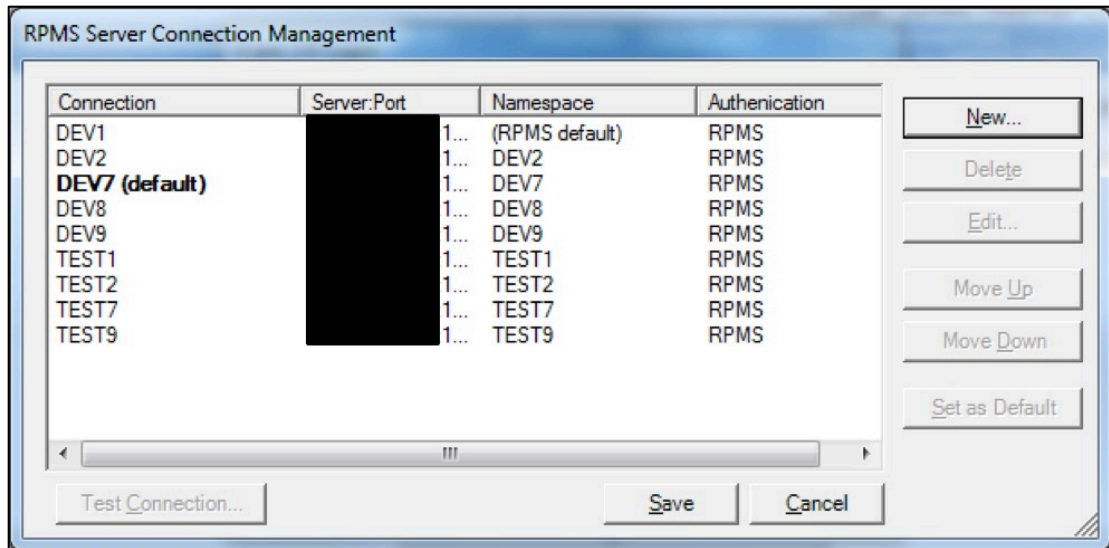 RPMS Server Connection Management
Connection Server:Port Namespace Authenication
DEV1 1... (RPMS default) RPMS
DEV2 1... DEV2 RPMS
DEV7 (default) 1... DEV7 RPMS
DEV8 1... DEV8 RPMS
DEV9 1... DEV9 RPMS
TEST1 1... TEST1 RPMS
TEST2 1... TEST2 RPMS
TEST7 1... TEST7 RPMS
TEST9 1... TEST9 RPMS
New...
Delete
Edit...
Move Up
Move Down
Set as Default
Test Connection... Save Cancel